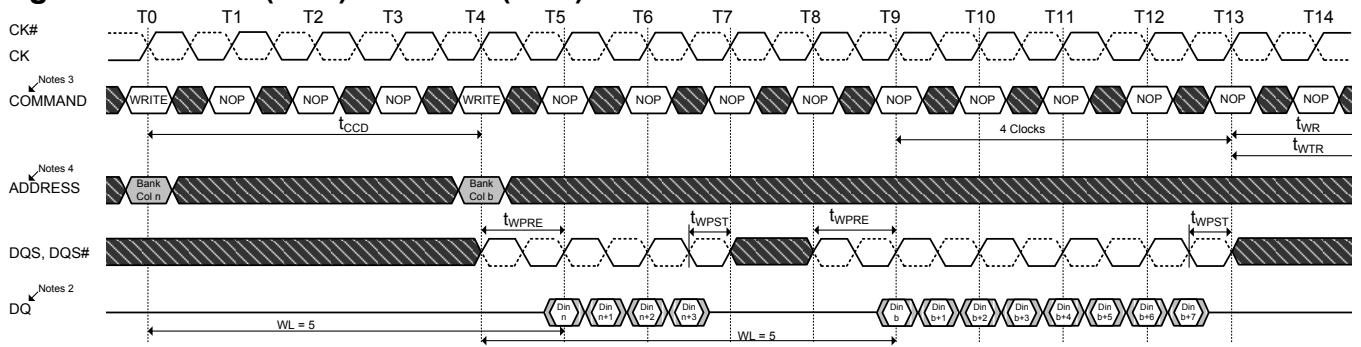 T0 T1 T2 T3 T4 T5 T6 T7 T8 T9 T10 T11 T12 T13 T14
CK#
CK
Notes 3
COMMAND WRITE NOP NOP NOP WRITE NOP NOP NOP NOP NOP NOP NOP NOP NOP NOP
tCCD 4 Clocks tWR
tWTR
Notes 4
ADDRESS Bank Col n Bank Col b
tWPRE tWPST tWPRE tWPST
DQS, DQS#
Notes 2
DQ Din n Din n+1 Din n+2 Din n+3 Din b Din b+1 Din b+2 Din b+3 Din b+4 Din b+5 Din b+6 Din b+7
WL = 5 WL = 5